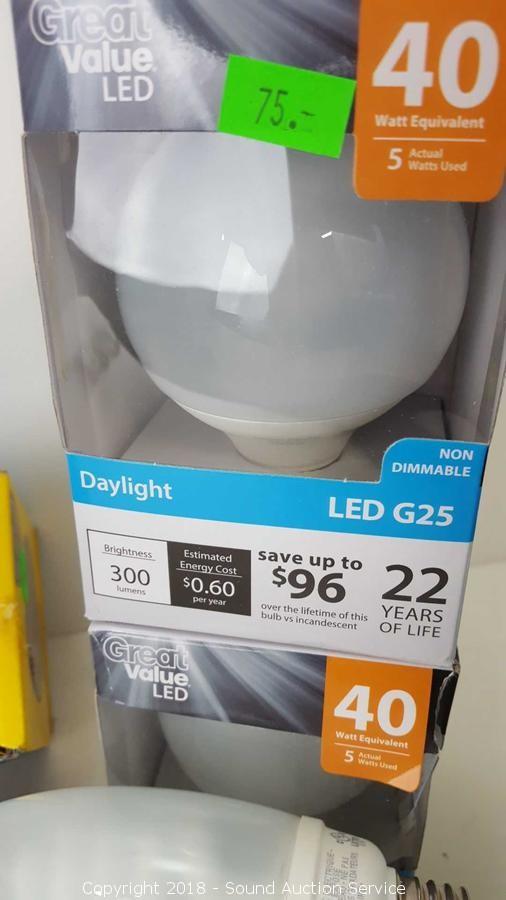 Great
Value
LED
75.-
40
Watt Equivalent
5 Actual
Watts Used
NON
DIMMABLE
Daylight
LED G25
Brightness
300
lumens
Estimated
Energy Cost
$0.60
per year
save up to
$96
over the lifetime of this
bulb vs incandescent
22
YEARS
OF LIFE
Great
Value
LED
40
Watt Equivalent
5 Actual
Watts Used
Copyright 2018 - Sound Auction Service